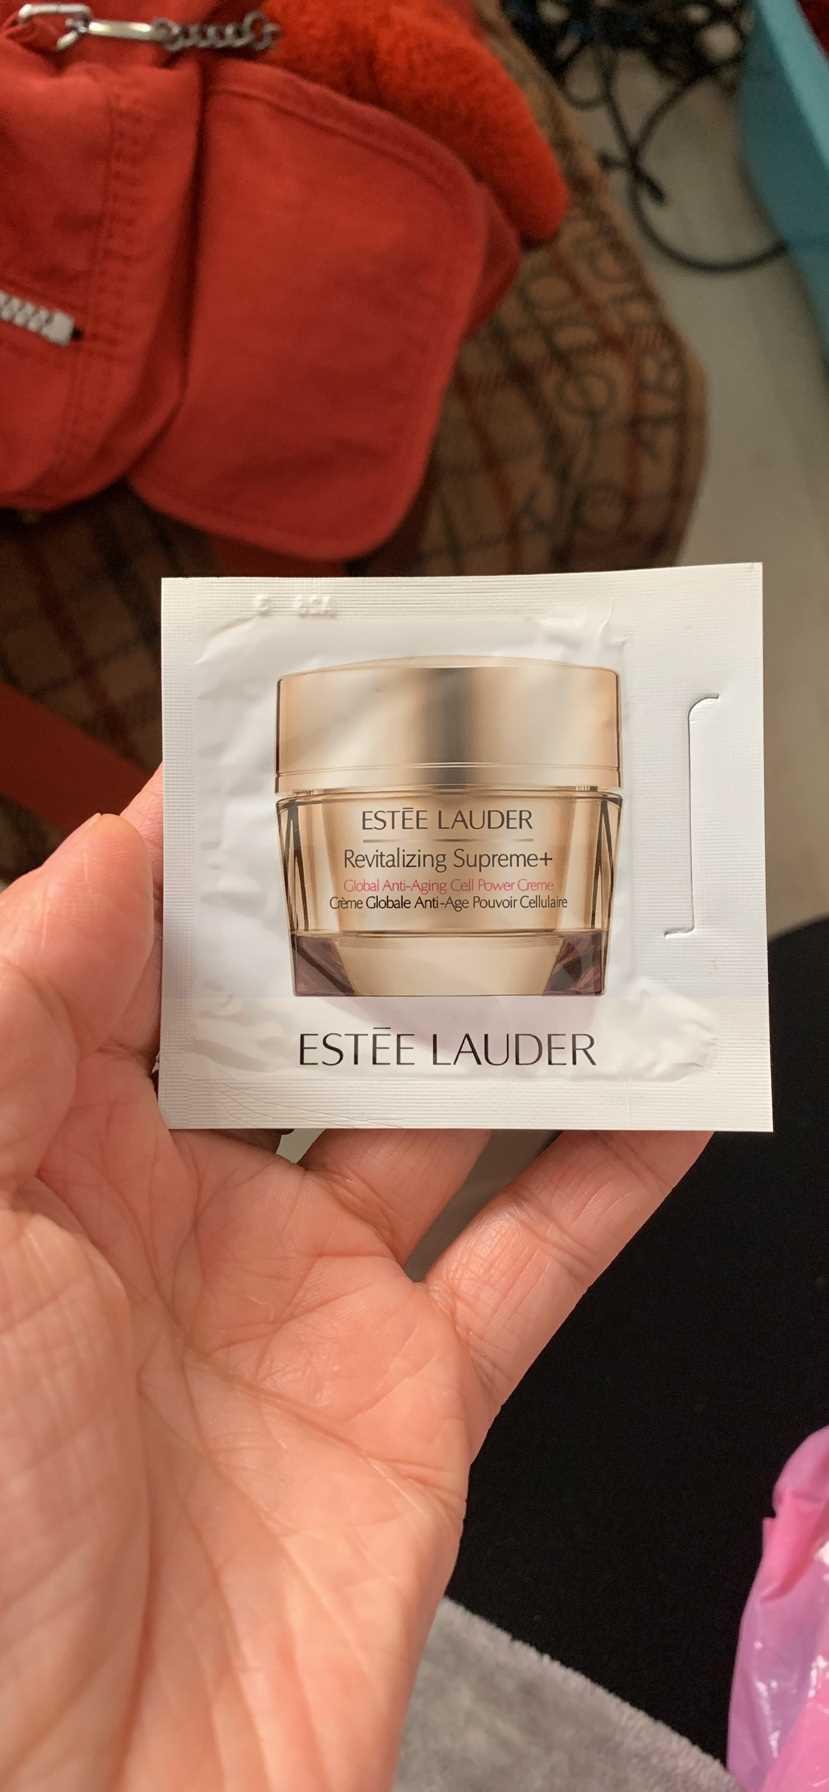 ESTĒE LAUDER
Revitalizing Supreme+
Global Anti-Aging Cell Power Creme
Crème Globale Anti-Age Pouvoir Cellulaire
ESTĒE LAUDER